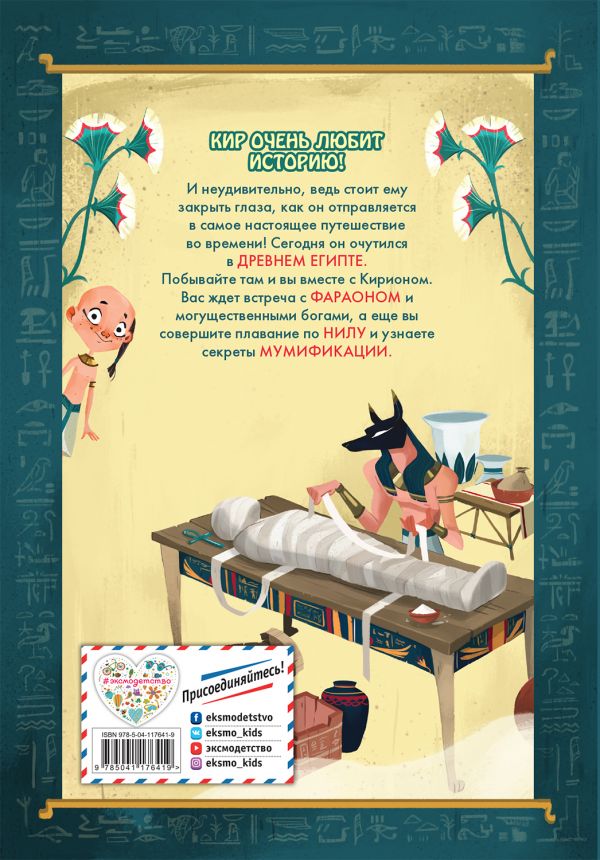 КИР ОЧЕНЬ ЛЮБИТ
ИСТОРИЮ!
И неудивительно, ведь стоит ему
закрыть глаза, как он отправляется
в самое настоящее путешествие
во времени! Сегодня он очутился
в ДРЕВНЕМ ЕГИПТЕ.
Побывайте там и вы вместе с Кирионом.
Вас ждет встреча с ФАРАОНОМ и
могущественными богами, а еще вы
совершите плавание по НИЛУ и узнаете
секреты МУМИФИКАЦИИ.
#эксмодетство
Присоединяйтесь!
eksmodetstvo
eksmo_kids
эксмодетство
eksmo_kids
ISBN 978-5-04-117641-9
9 785041 176419 >